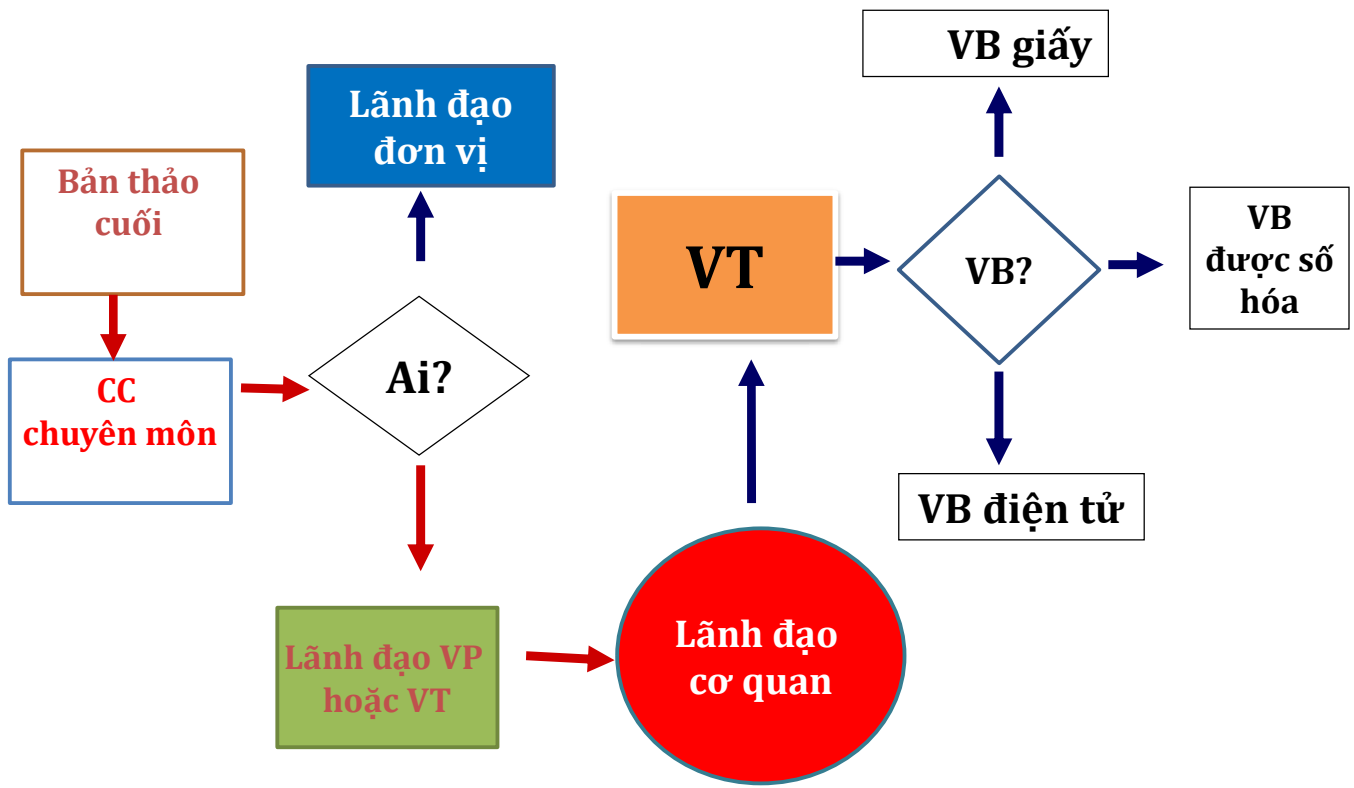 Bản thảo
cuối
CC
chuyên môn
Lãnh đạo
đơn vị
Ai?
Lãnh đạo VP
hoặc VT
Lãnh đạo
cơ quan
VT
VB?
VB giấy
VB
được số
hóa
VB điện tử